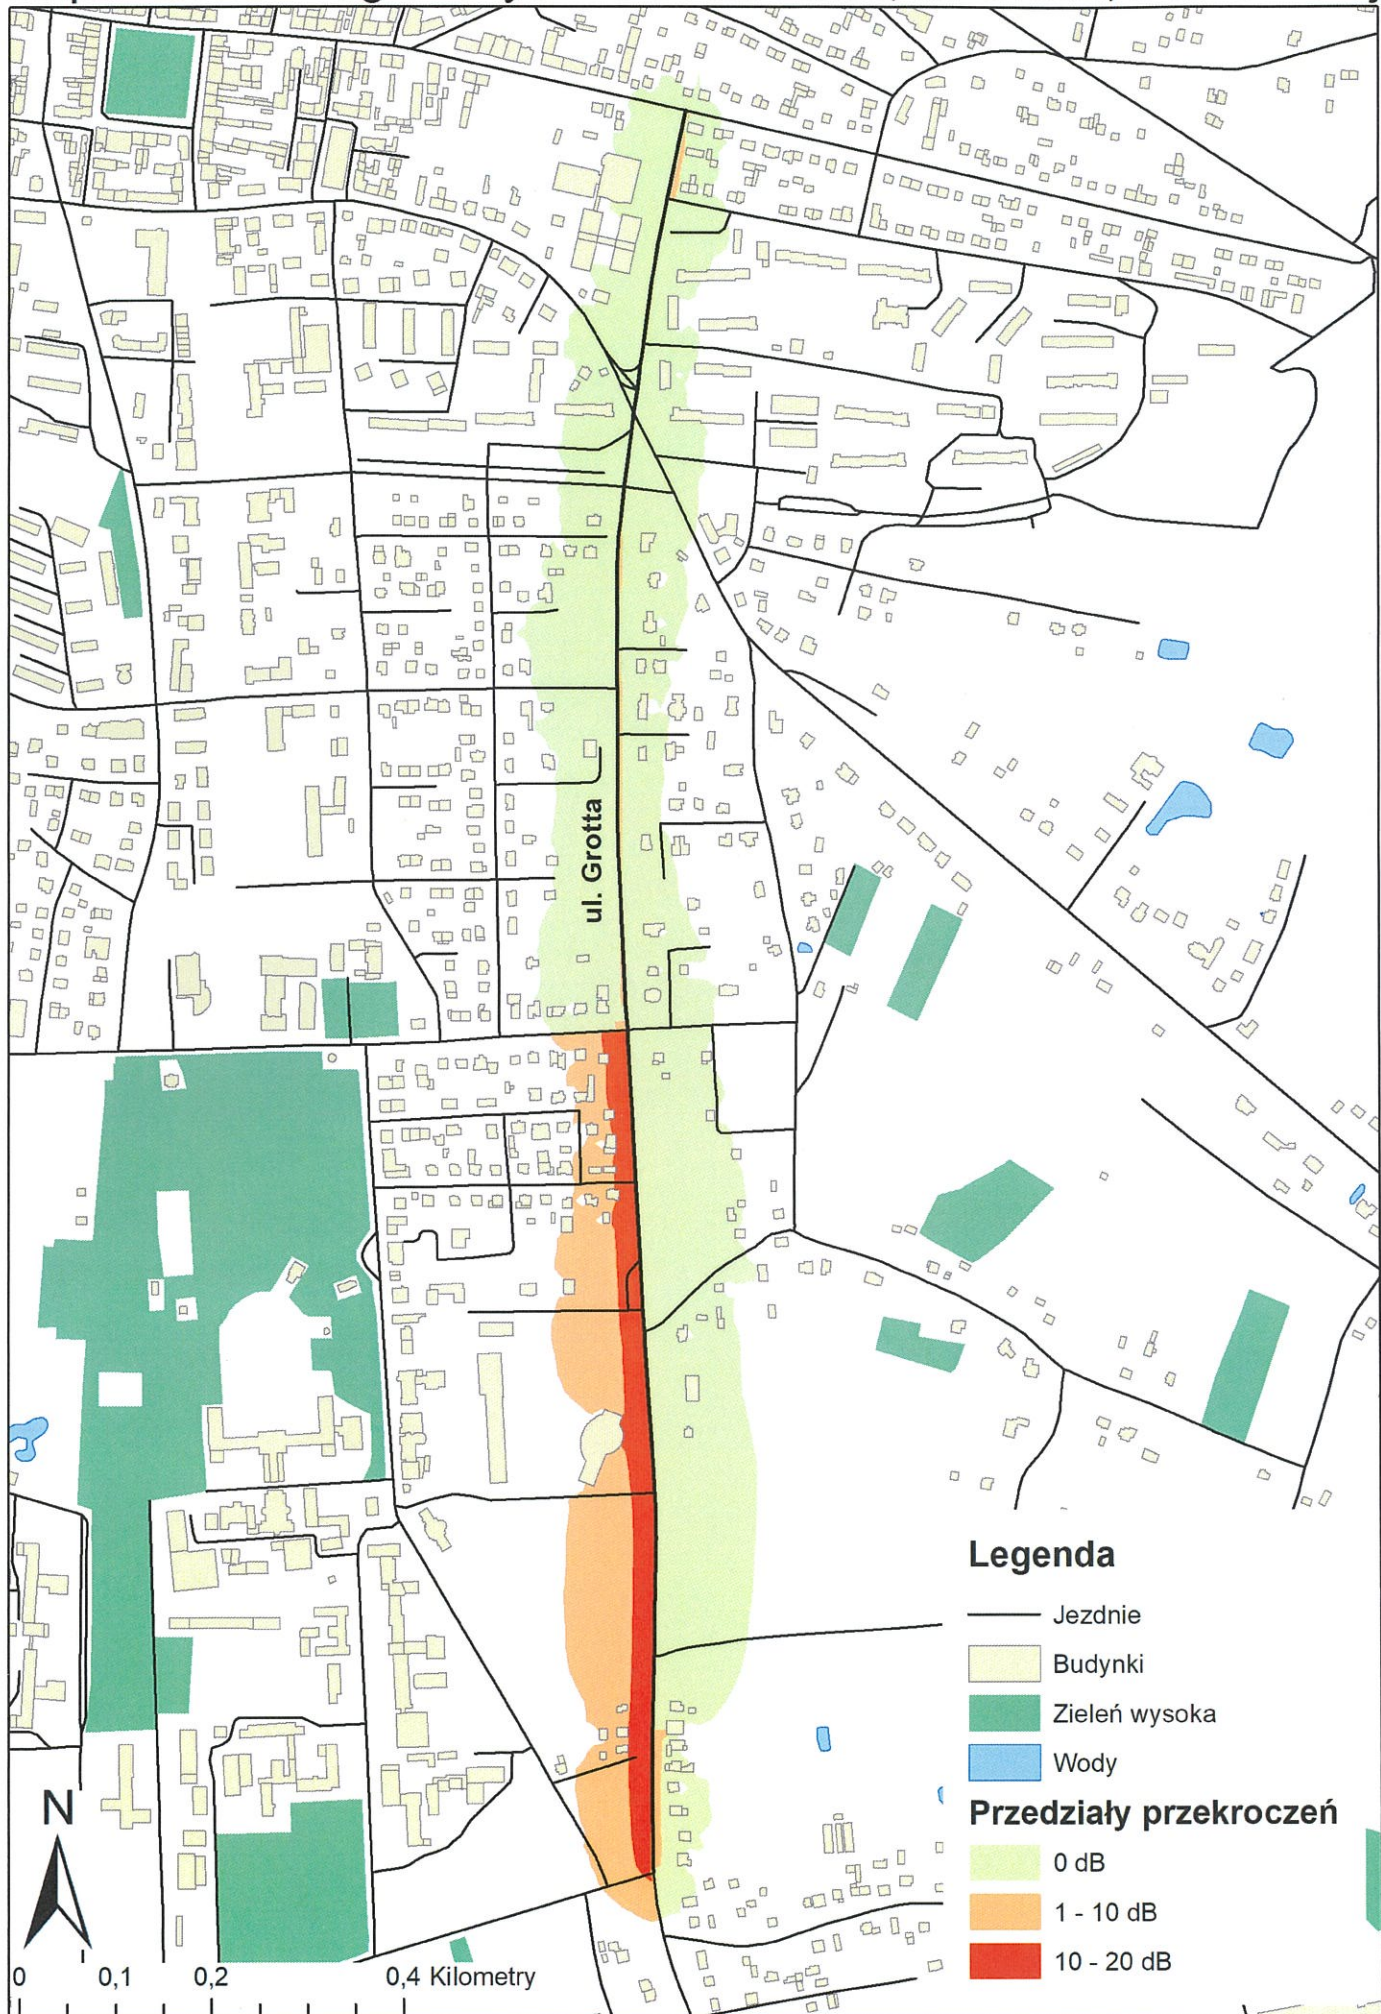 ul. Grotta
Legenda
Jezdnie
Budynki
Zieleń wysoka
Wody
Przedziały przekroczeń
0 dB
1 - 10 dB
10 - 20 dB
N
0 0,1 0,2 0,4 Kilometry